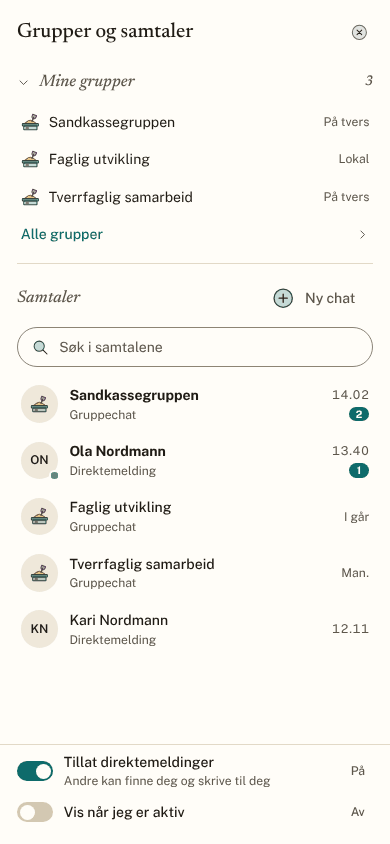 Grupper og samtaler
Mine grupper 3
Sandkassegruppen På tvers
Faglig utvikling Lokal
Tverrfaglig samarbeid På tvers
Alle grupper
Samtaler Ny chat
Søk i samtalene
Sandkassegruppen 14.02
Gruppechat 2
ON Ola Nordmann 13.40
Direktemelding 1
Faglig utvikling
Gruppechat I går
Tverrfaglig samarbeid
Gruppechat Man.
KN Kari Nordmann 12.11
Direktemelding
Tillat direktemeldinger På
Andre kan finne deg og skrive til deg
Vis når jeg er aktiv Av